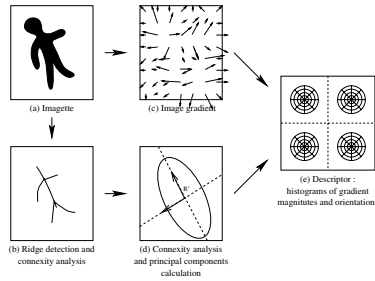 (a) Imagette
(c) Image gradient
R'
(e) Descriptor :
histograms of gradient
magnitutes and orientation
(b) Ridge detection and
connexity analysis
(d) Connexity analysis
and principal components
calculation